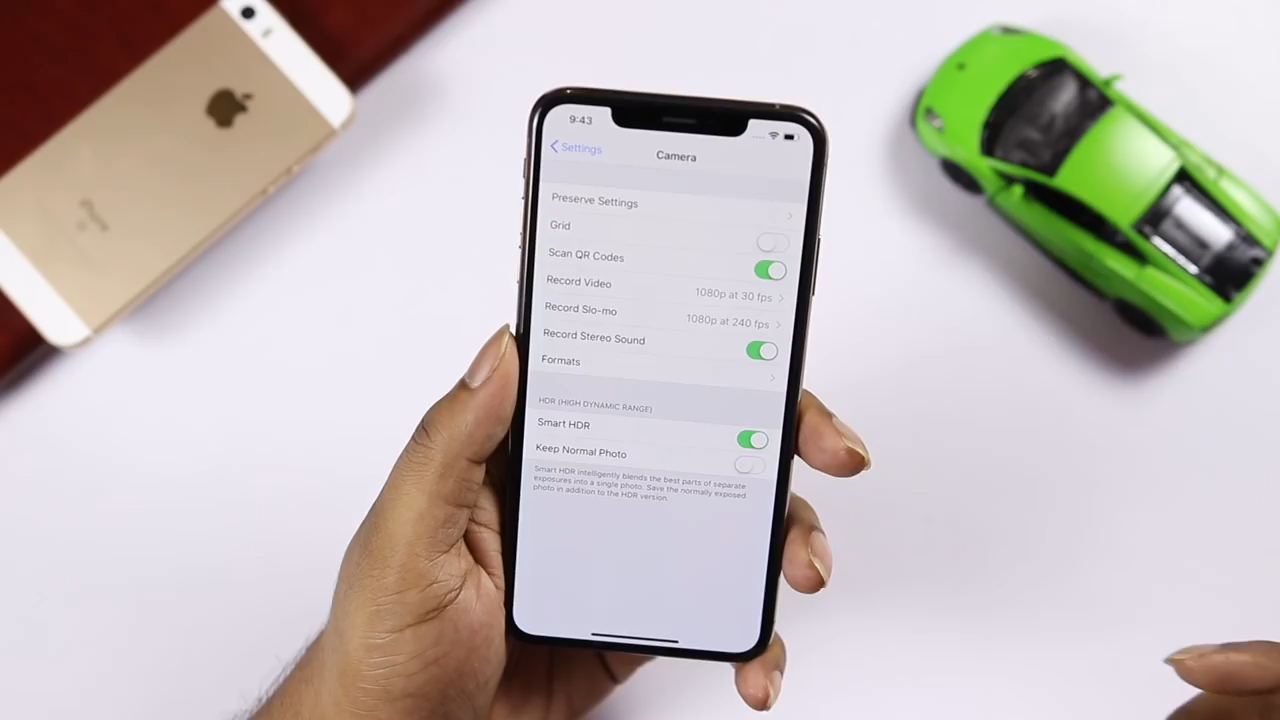 iPhone
9:43
Settings
Camera
Preserve Settings
Grid
Scan QR Codes
Record Video 1080p at 30 fps
Record Slo-mo 1080p at 240 fps
Record Stereo Sound
Formats
HDR (HIGH DYNAMIC RANGE)
Smart HDR
Keep Normal Photo
Smart HDR intelligently blends the best parts of separate
exposures into a single photo. Save the normally exposed
photo in addition to the HDR version.